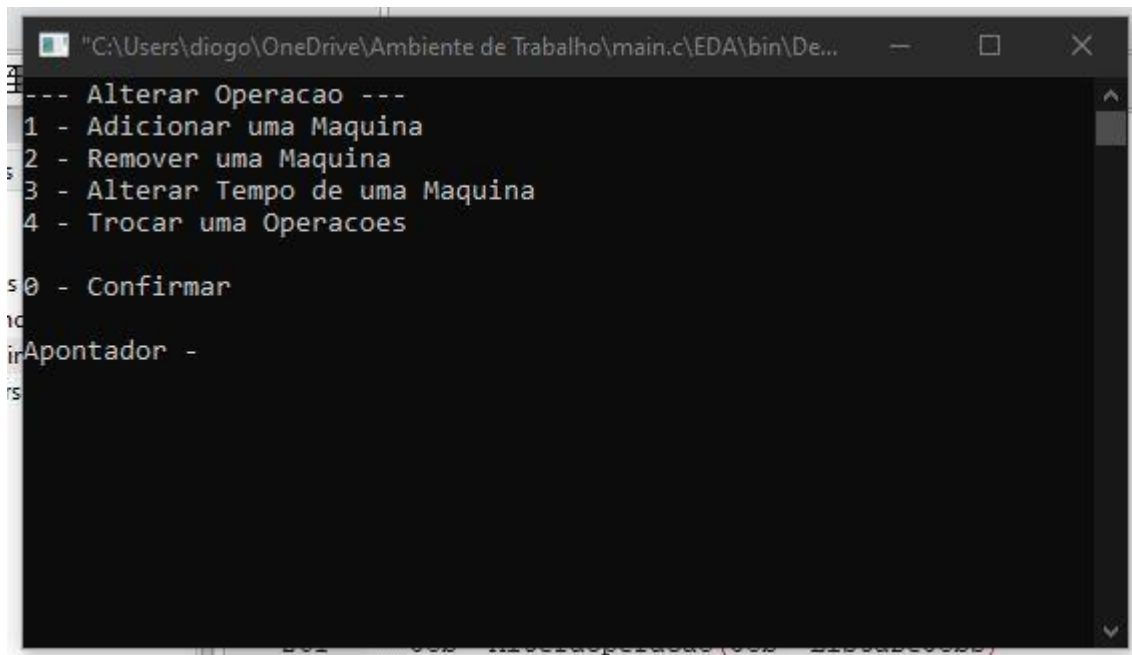 "C:\Users\diogo\OneDrive\Ambiente de Trabalho\main.c\EDA\bin\De...
--- Alterar Operacao ---
1 - Adicionar uma Maquina
2 - Remover uma Maquina
3 - Alterar Tempo de uma Maquina
4 - Trocar uma Operacoes
0 - Confirmar
Apontador -